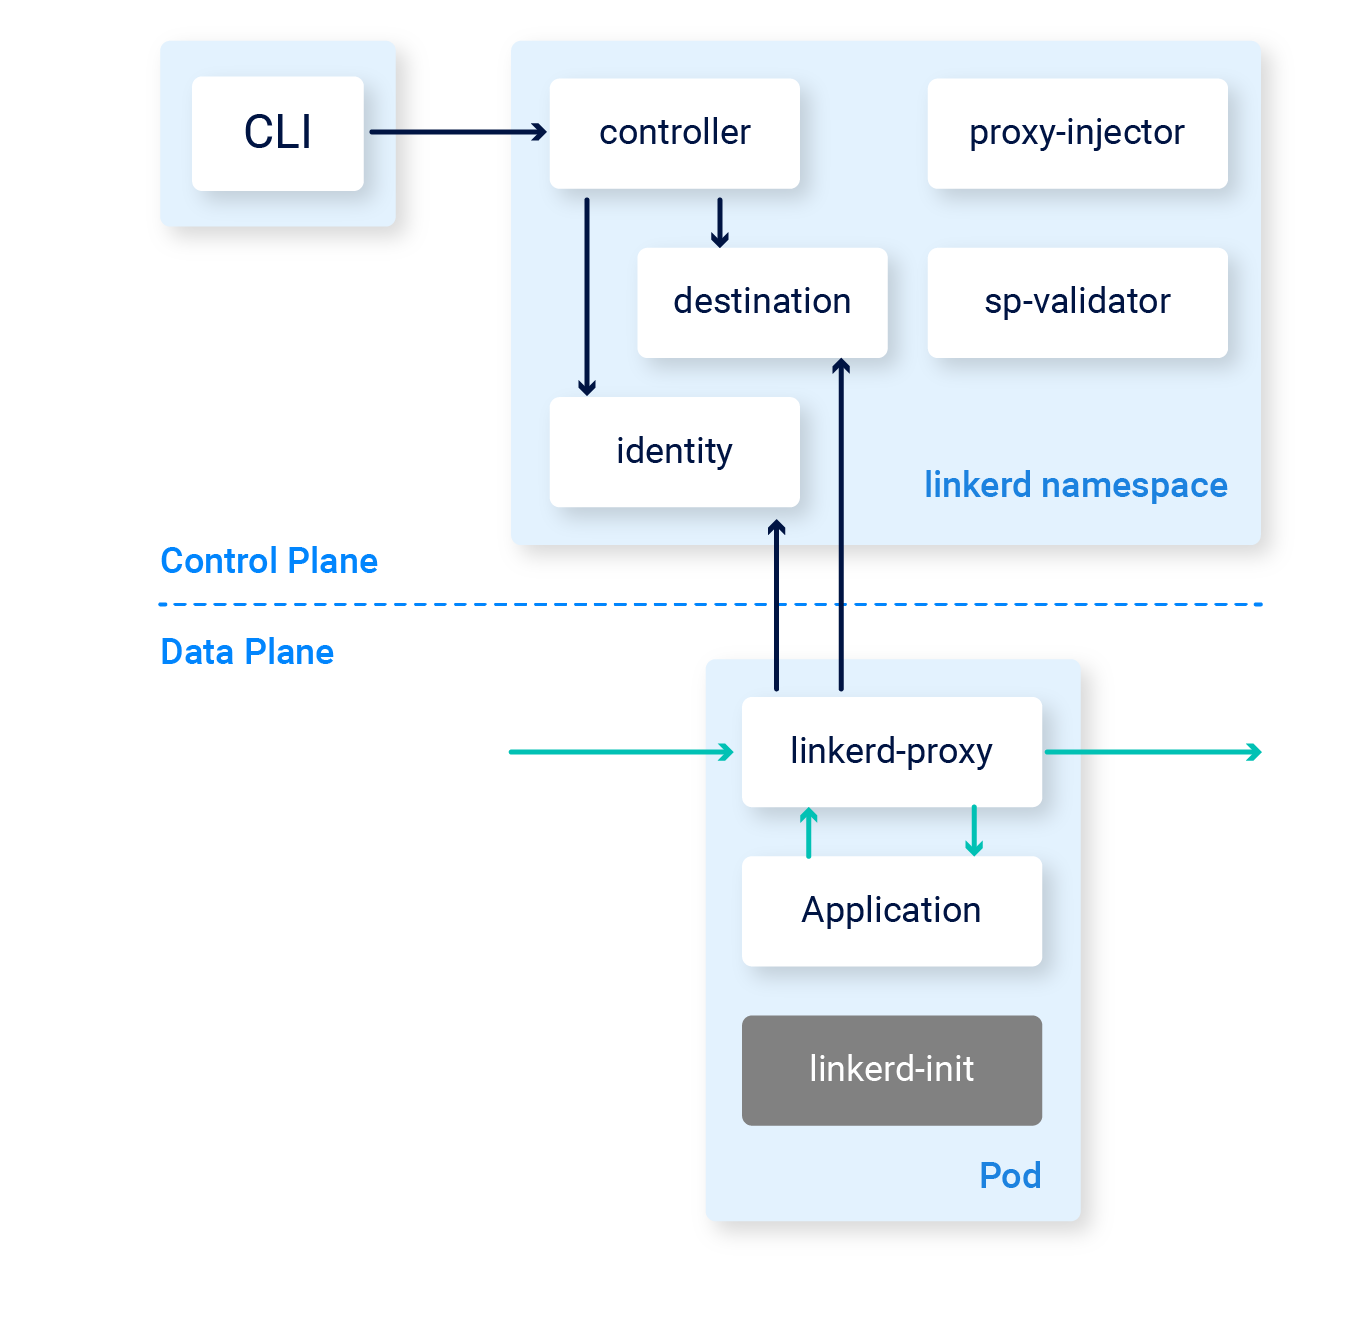 CLI
controller
proxy-injector
destination
sp-validator
identity
linkerd namespace
Control Plane
Data Plane
linkerd-proxy
Application
linkerd-init
Pod